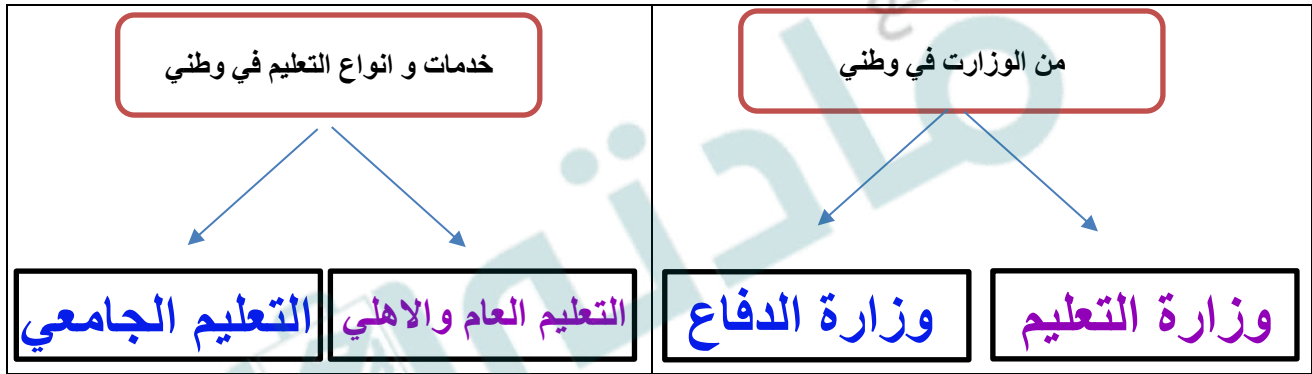 من الوزارت في وطني
وزارة التعليم
وزارة الدفاع
خدمات و انواع التعليم في وطني
التعليم العام والاهلي
التعليم الجامعي